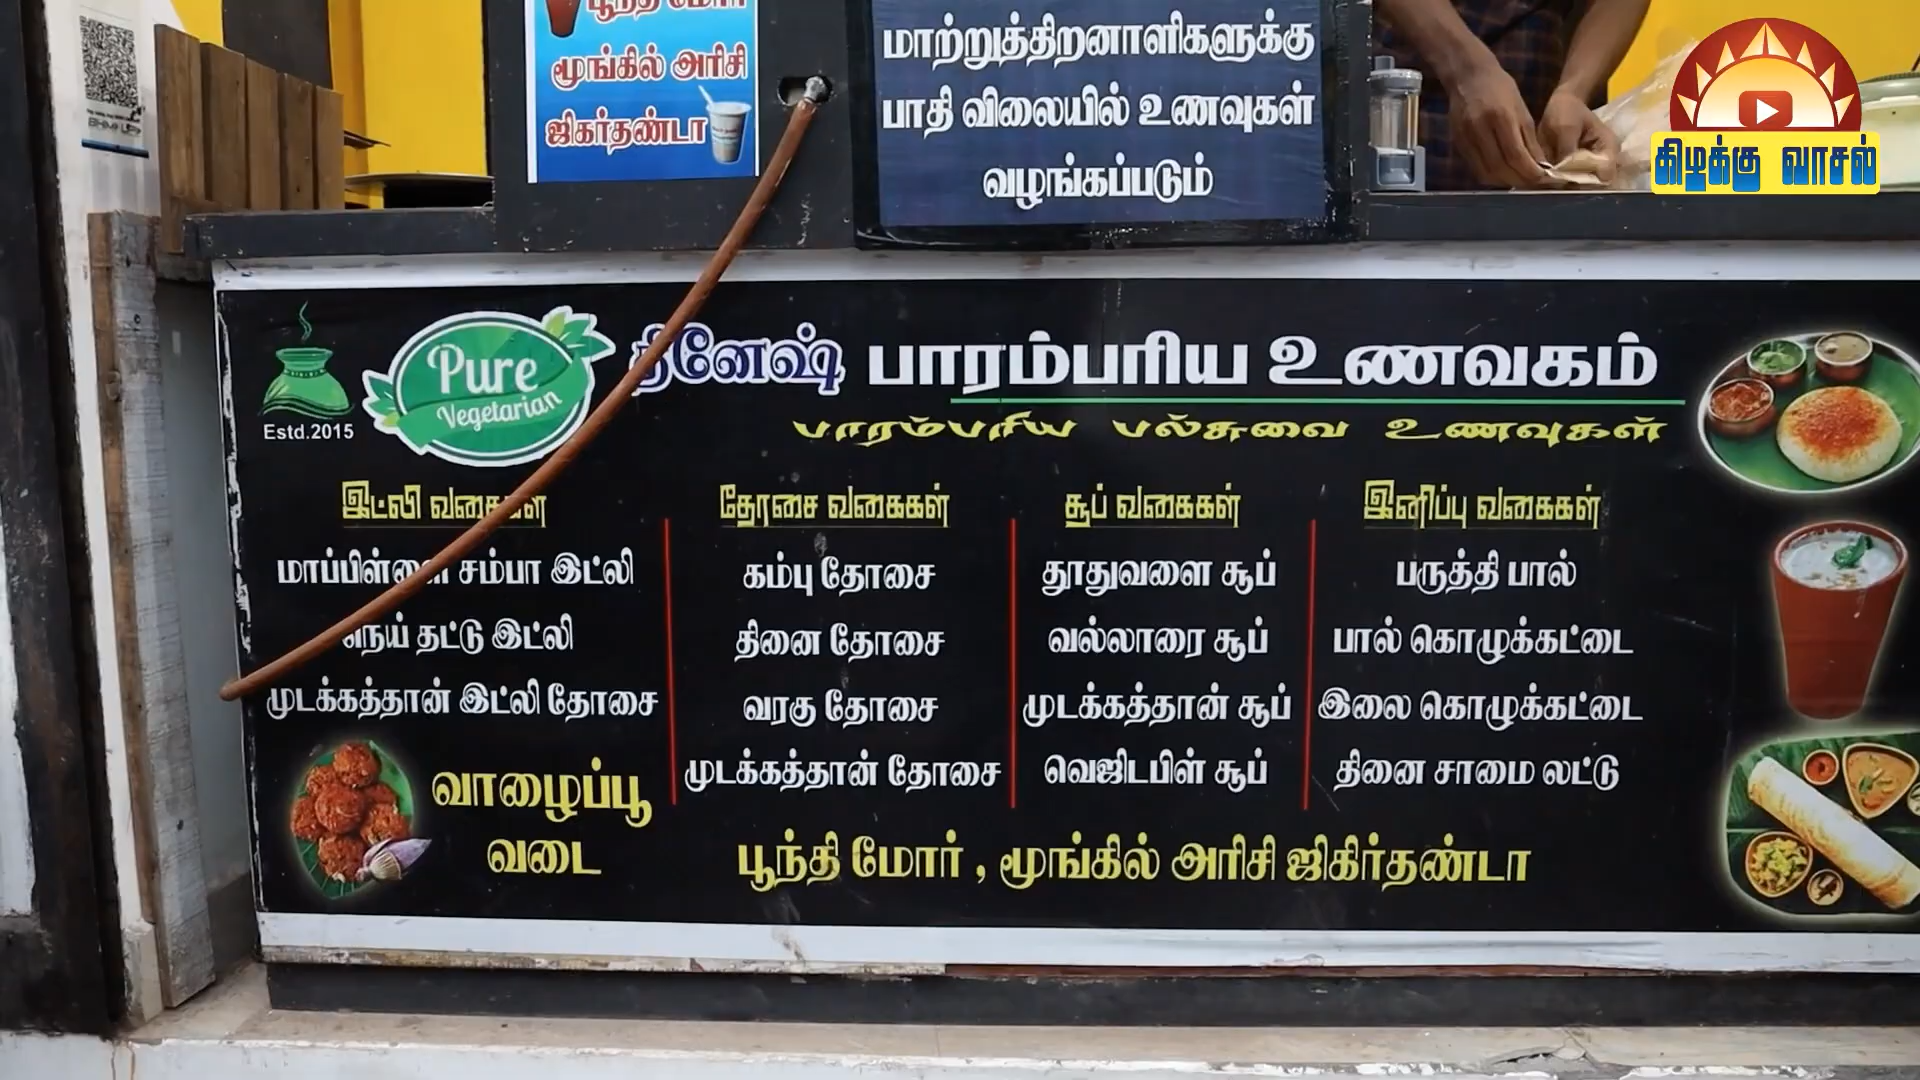 பூந்தி மோர்
மூங்கில் அரிசி
ஜிகர்தண்டா
மாற்றுத்திறனாளிகளுக்கு
பாதி விலையில் உணவுகள்
வழங்கப்படும்
கிழக்கு வாசல்
Estd.2015
Pure
Vegetarian
தினேஷ் பாரம்பரிய உணவகம்
பாரம்பரிய பல்சுவை உணவுகள்
இட்லி வகைகள்
மாப்பிள்ளை சம்பா இட்லி
நெய் தட்டு இட்லி
முடக்கத்தான் இட்லி தோசை
வாழைப்பூ
வடை
தோசை வகைகள்
கம்பு தோசை
தினை தோசை
வரகு தோசை
முடக்கத்தான் தோசை
சூப் வகைகள்
தூதுவளை சூப்
வல்லாரை சூப்
முடக்கத்தான் சூப்
வெஜிடபிள் சூப்
இனிப்பு வகைகள்
பருத்தி பால்
பால் கொழுக்கட்டை
இலை கொழுக்கட்டை
தினை சாமை லட்டு
பூந்தி மோர் , மூங்கில் அரிசி ஜிகிர்தண்டா